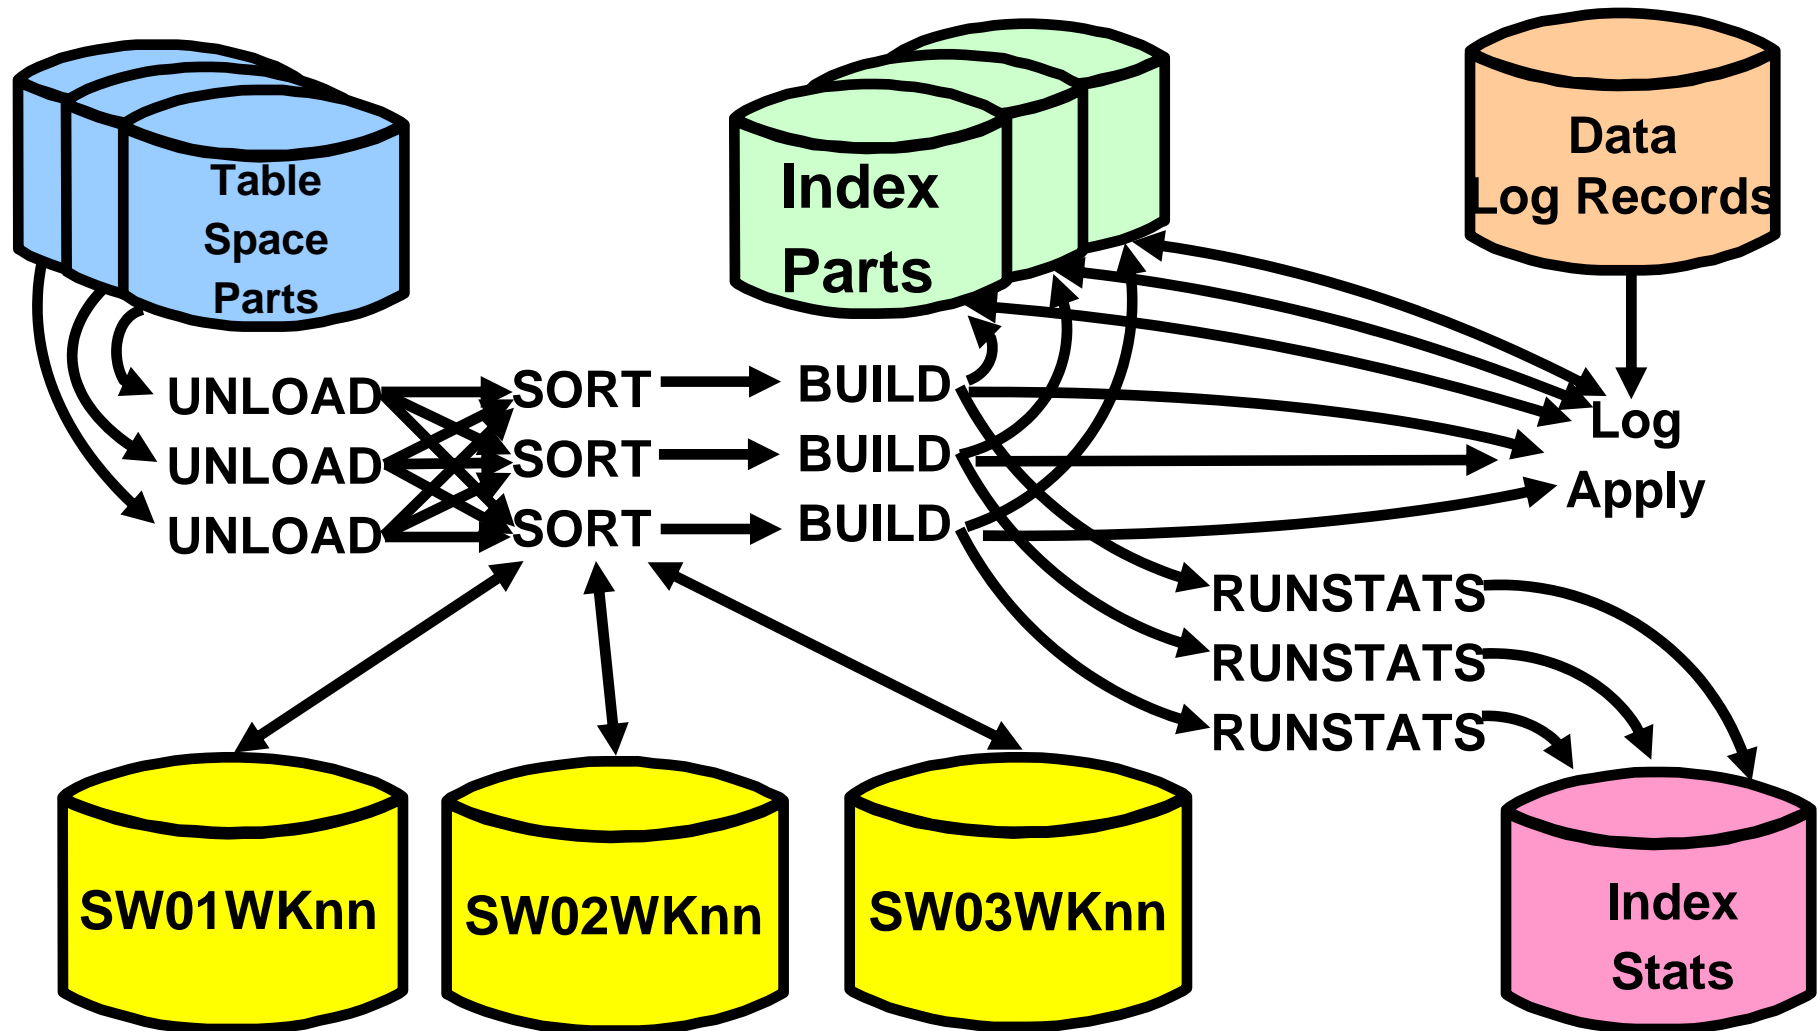 Table
Space
Parts
Index
Parts
Data
Log Records
UNLOAD
UNLOAD
UNLOAD
SORT
SORT
SORT
BUILD
BUILD
BUILD
Log
Apply
RUNSTATS
RUNSTATS
RUNSTATS
SW01WKnn
SW02WKnn
SW03WKnn
Index
Stats